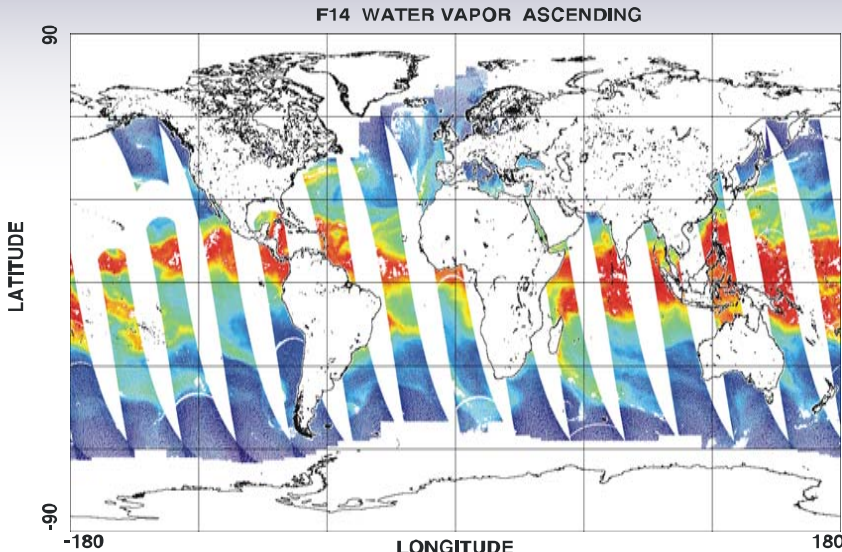 F14 WATER VAPOR ASCENDING
90
LATITUDE
-90
-180
LONGITUDE
180